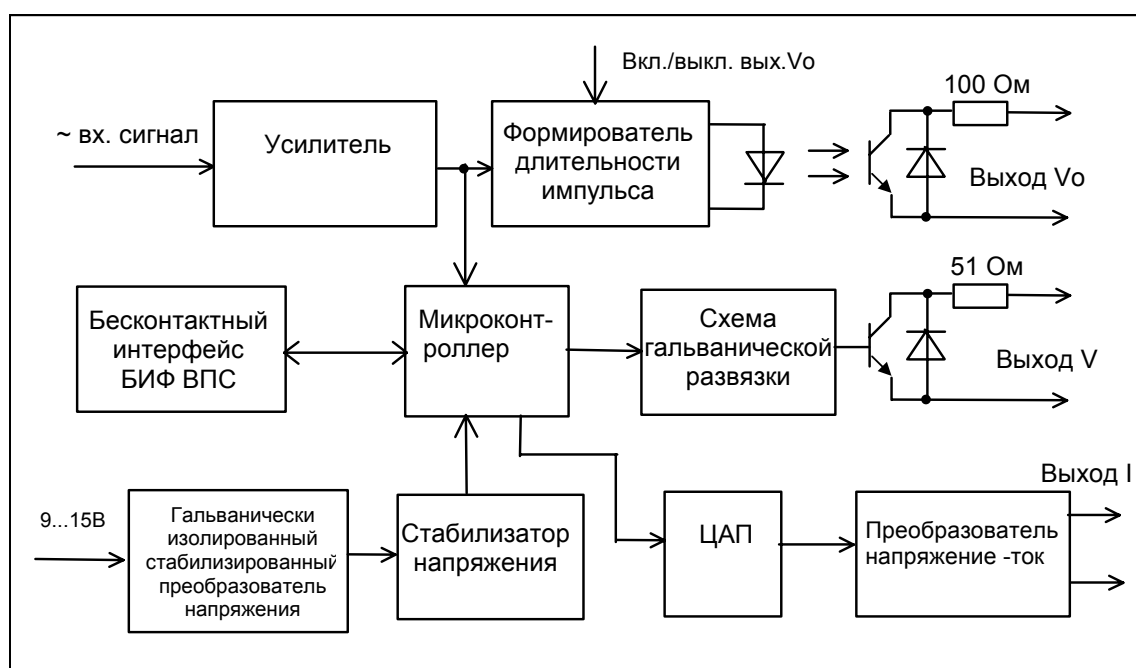 Вкл./выкл. вых.Vо
100 Ом
~ вх. сигнал
Усилитель
Формирователь
длительности
импульса
Выход Vо
51 Ом
Бесконтактный
интерфейс
БИФ ВПС
Микроконт-
роллер
Схема
гальванической
развязки
Выход V
Выход I
9...15В
Гальванически
изолированный
стабилизированный
преобразователь
напряжения
Стабилизатор
напряжения
ЦАП
Преобразователь
напряжение -ток